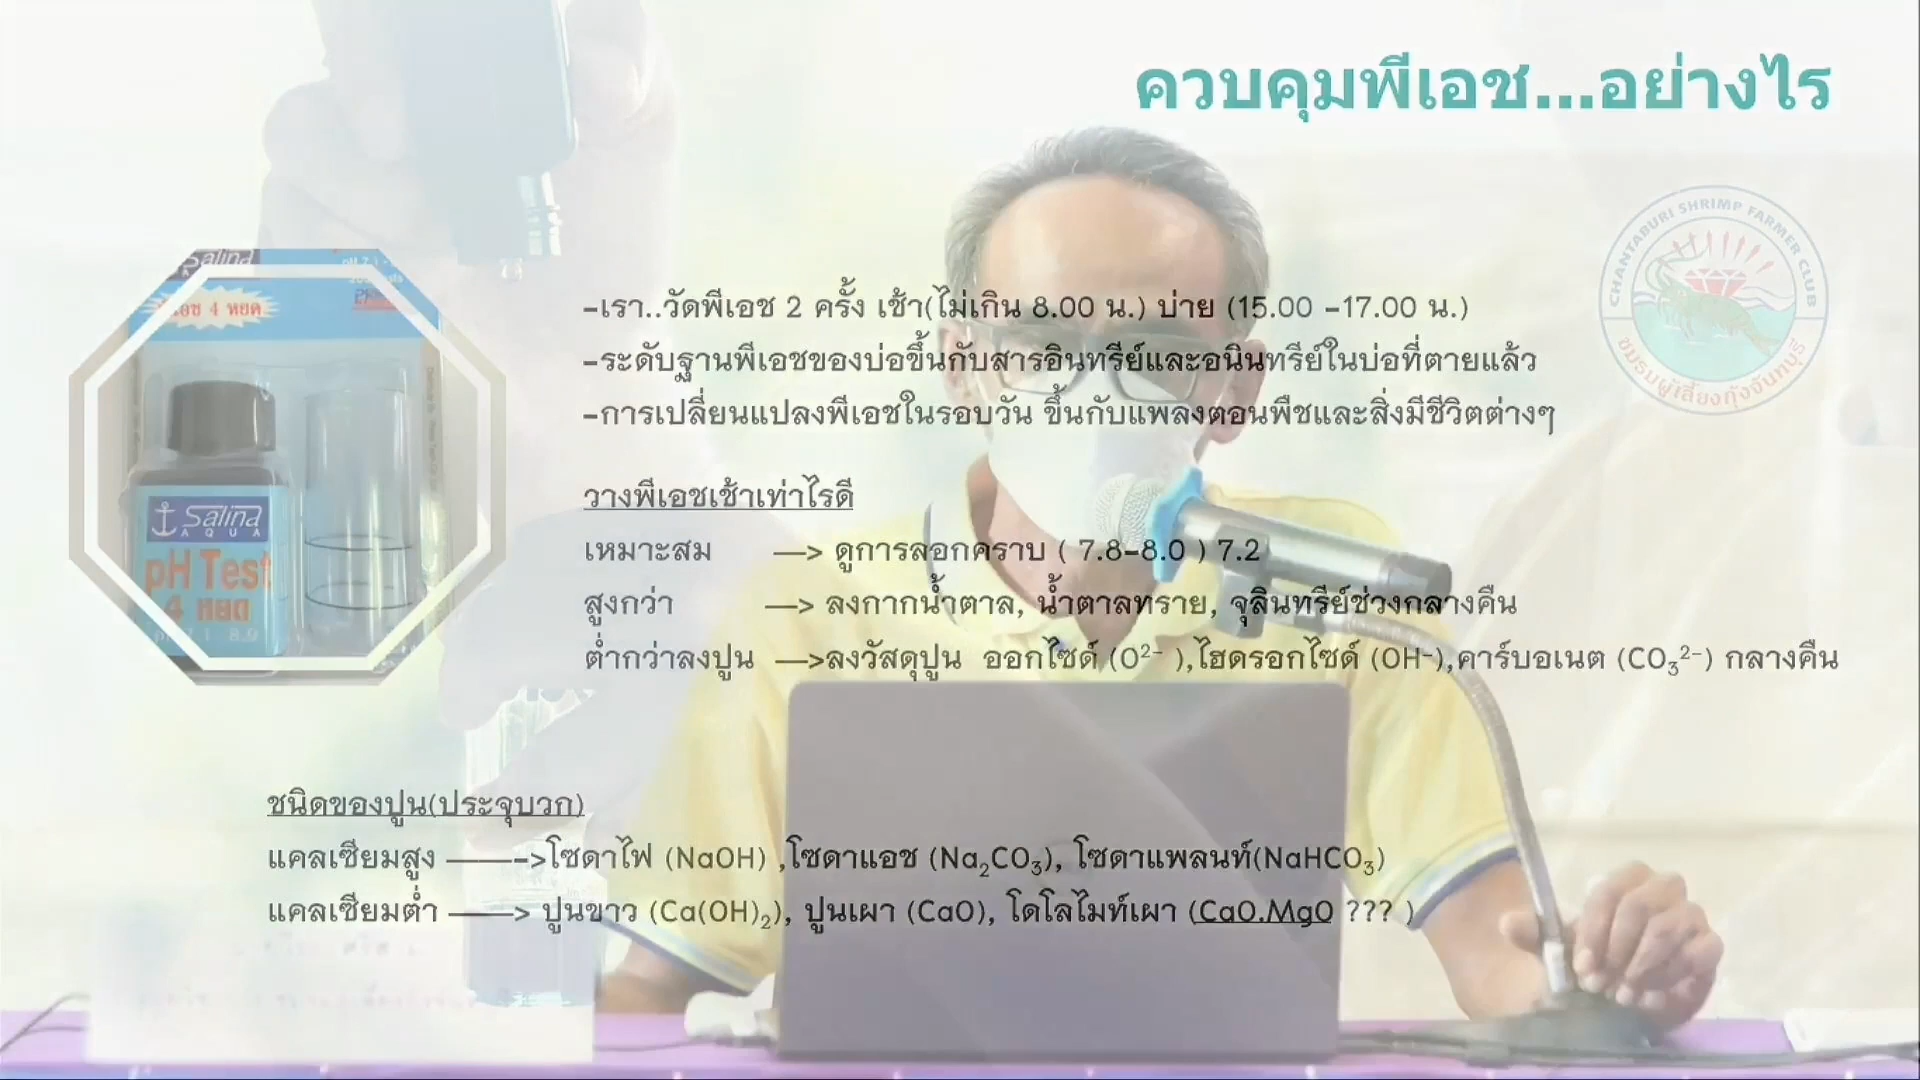 ควบคุมพีเอช...อย่างไร
CHANTABURI SHRIMP FARMER CLUB
ชมรมผู้เลี้ยงกุ้งจันทบุรี
Salina
เอช 4 หยด
-เรา..วัดพีเอช 2 ครั้ง เช้า(ไม่เกิน 8.00 น.) บ่าย (15.00 -17.00 น.)
-ระดับฐานพีเอชของบ่อขึ้นกับสารอินทรีย์และอนินทรีย์ในบ่อที่ตายแล้ว
-การเปลี่ยนแปลงพีเอชในรอบวัน ขึ้นกับแพลงตอนพืชและสิ่งมีชีวิตต่างๆ
Salina
AQUA
pH Test
4 หยด
วางพีเอชเช้าเท่าไรดี
เหมาะสม —> ดูการลอกคราบ ( 7.8-8.0 ) 7.2
สูงกว่า —> ลงกากน้ำตาล, น้ำตาลทราย, จุลินทรีย์ช่วงกลางคืน
ต่ำกว่าลงปูน —>ลงวัสดุปูน ออกไซด์ (O²⁻ ),ไฮดรอกไซด์ (OH⁻),คาร์บอเนต (CO₃²⁻) กลางคืน
ชนิดของปูน(ประจุบวก)
แคลเซียมสูง ——->โซดาไฟ (NaOH) ,โซดาแอช (Na₂CO₃), โซดาแพลนท์(NaHCO₃)
แคลเซียมต่ำ ——> ปูนขาว (Ca(OH)₂), ปูนเผา (CaO), โดโลไมท์เผา (CaO.MgO ??? )